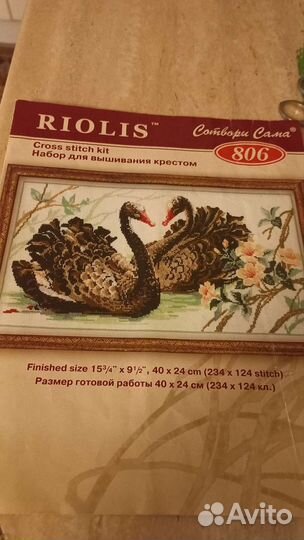 RIOLIS™
Сотвори Сама®
Cross stitch kit
Набор для вышивания крестом
806
Finished size 15¾" x 9½", 40 x 24 cm (234 x 124 stitch)
Размер готовой работы 40 x 24 см (234 x 124 кл.)
Avito